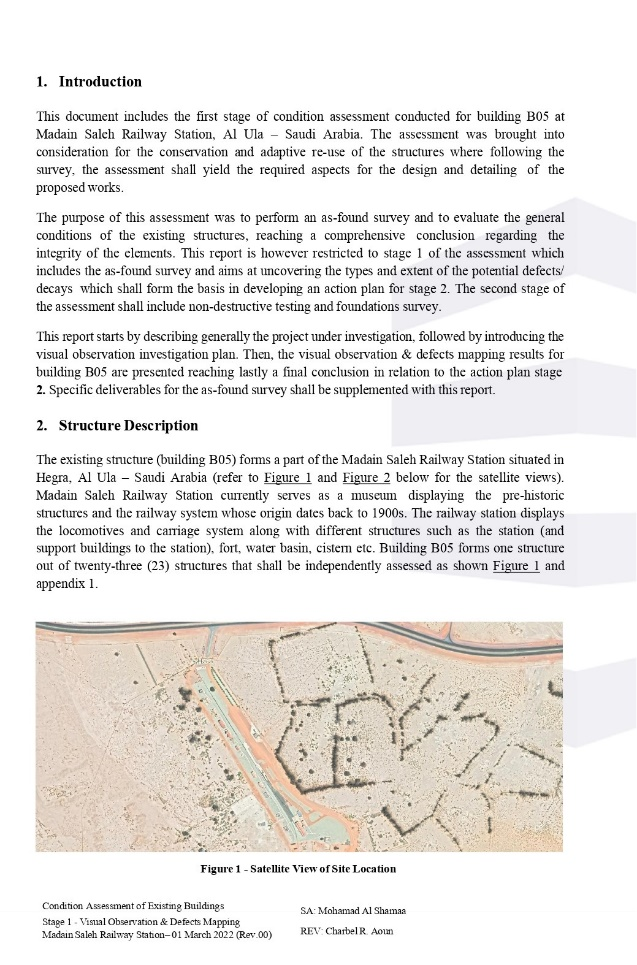 1. Introduction
This document includes the first stage of condition assessment conducted for building B05 at
Madain Saleh Railway Station, Al Ula – Saudi Arabia. The assessment was brought into
consideration for the conservation and adaptive re-use of the structures where following the
survey, the assessment shall yield the required aspects for the design and detailing of the
proposed works.
The purpose of this assessment was to perform an as-found survey and to evaluate the general
conditions of the existing structures, reaching a comprehensive conclusion regarding the
integrity of the elements. This report is however restricted to stage 1 of the assessment which
includes the as-found survey and aims at uncovering the types and extent of the potential defects/
decays which shall form the basis in developing an action plan for stage 2. The second stage of
the assessment shall include non-destructive testing and foundations survey.
This report starts by describing generally the project under investigation, followed by introducing the
visual observation investigation plan. Then, the visual observation & defects mapping results for
building B05 are presented reaching lastly a final conclusion in relation to the action plan stage
2. Specific deliverables for the as-found survey shall be supplemented with this report.
2. Structure Description
The existing structure (building B05) forms a part of the Madain Saleh Railway Station situated in
Hegra, Al Ula – Saudi Arabia (refer to Figure 1 and Figure 2 below for the satellite views).
Madain Saleh Railway Station currently serves as a museum displaying the pre-historic
structures and the railway system whose origin dates back to 1900s. The railway station displays
the locomotives and carriage system along with different structures such as the station (and
support buildings to the station), fort, water basin, cistern etc. Building B05 forms one structure
out of twenty-three (23) structures that shall be independently assessed as shown Figure 1 and
appendix 1.
Figure 1 - Satellite View of Site Location
Condition Assessment of Existing Buildings
Stage 1 - Visual Observation & Defects Mapping
Madain Saleh Railway Station– 01 March 2022 (Rev.00)
SA: Mohamad Al Shamaa
REV: Charbel R. Aoun